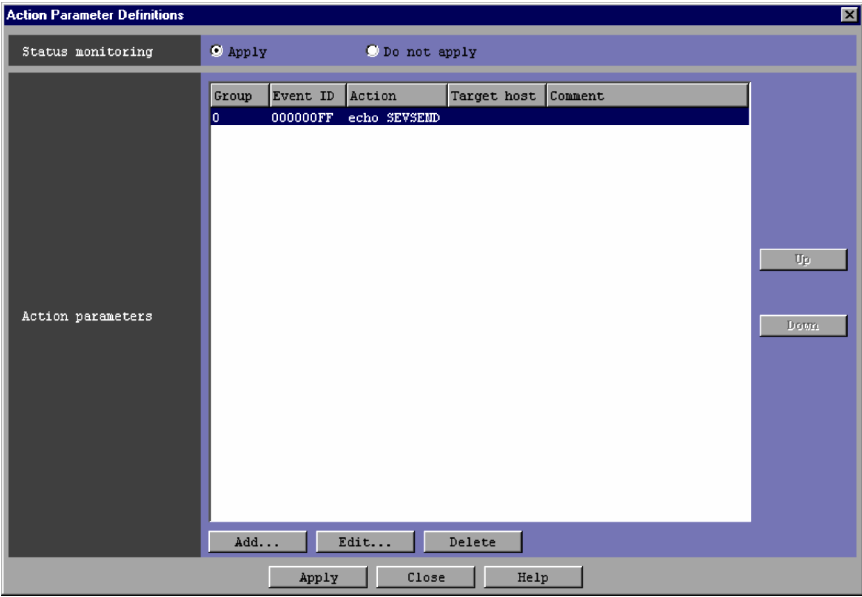 Action Parameter Definitions
Status monitoring
Apply
Do not apply
Group Event ID Action Target host Comment
0 000000FF echo SEVSEND
Up
Action parameters
Down
Add... Edit... Delete
Apply Close Help